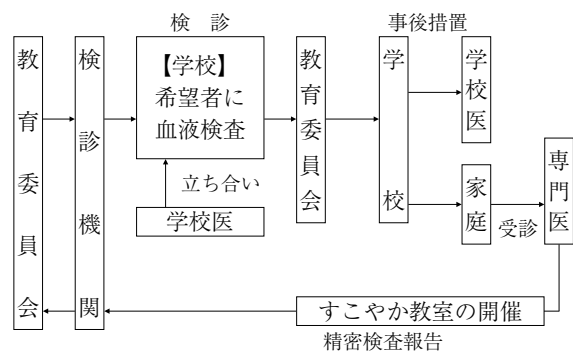 検　診
事後措置
教育委員会
検診機関
【学校】
希望者に
血液検査
立ち合い
学校医
教育委員会
学校
学校医
家庭
受診
専門医
すこやか教室の開催
精密検査報告